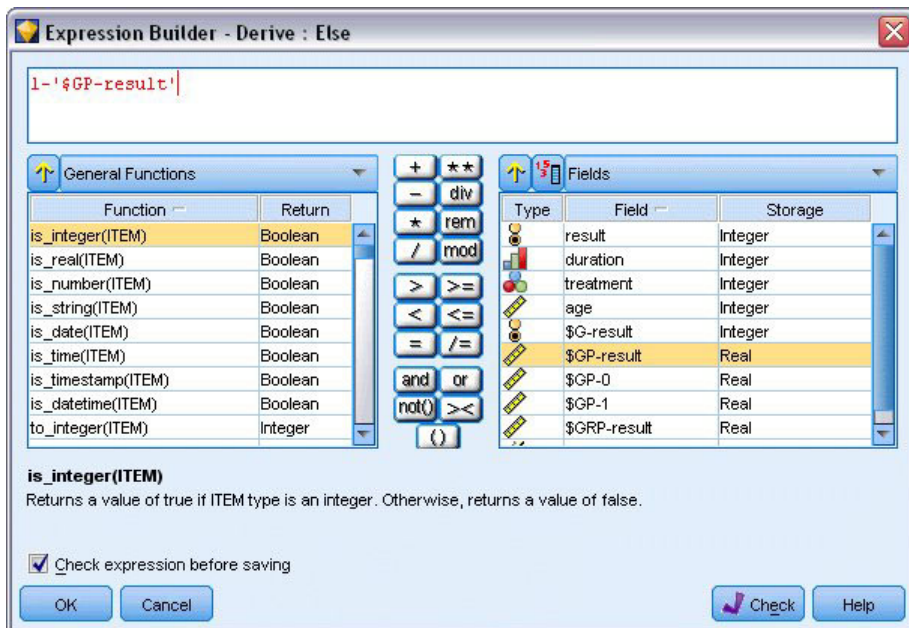 Expression Builder - Derive : Else
1-'$GP-result'
General Functions
Function Return
is_integer(ITEM) Boolean
is_real(ITEM) Boolean
is_number(ITEM) Boolean
is_string(ITEM) Boolean
is_date(ITEM) Boolean
is_time(ITEM) Boolean
is_timestamp(ITEM) Boolean
is_datetime(ITEM) Boolean
to_integer(ITEM) Integer
+ **
- div
* rem
/ mod
> >=
< <=
= /=
and or
not() ><
()
Fields
Type Field Storage
result Integer
duration Integer
treatment Integer
age Integer
$G-result Integer
$GP-result Real
$GP-0 Real
$GP-1 Real
$GRP-result Real
is_integer(ITEM)
Returns a value of true if ITEM type is an integer. Otherwise, returns a value of false.
Check expression before saving
OK Cancel Check Help